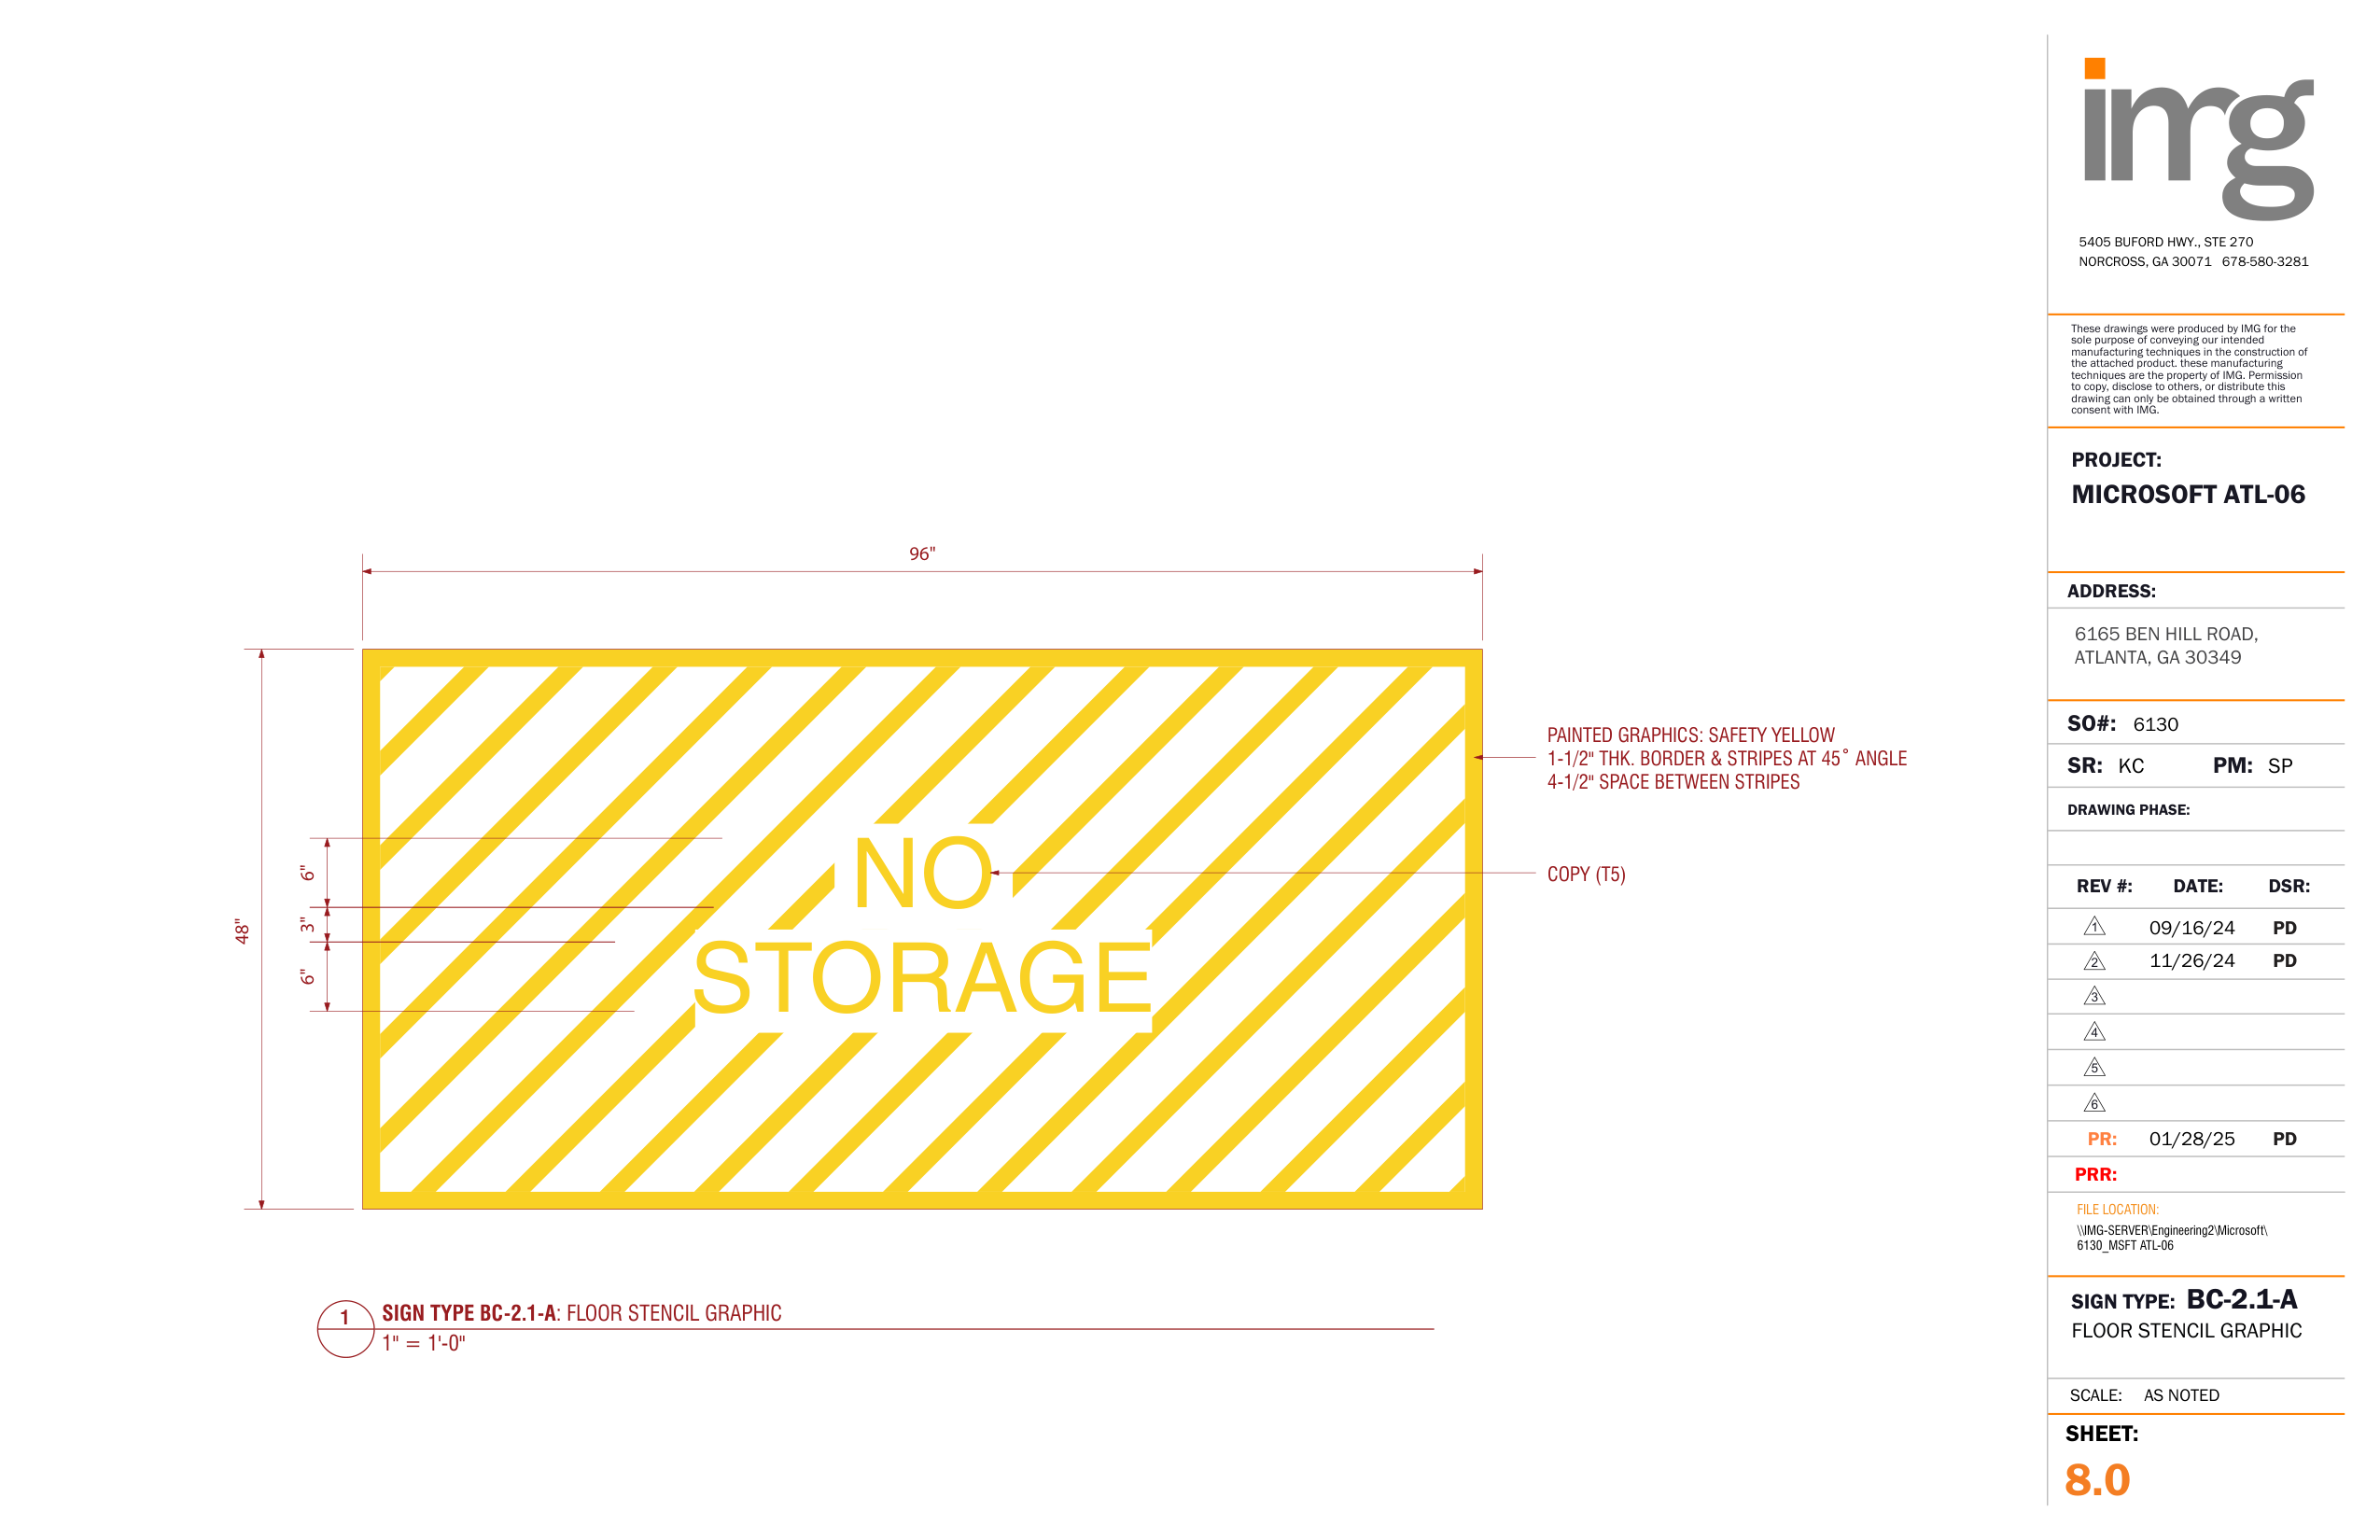 img
5405 BUFORD HWY., STE 270
NORCROSS, GA 30071 678-580-3281
These drawings were produced by IMG for the
sole purpose of conveying our intended
manufacturing techniques in the construction of
the attached product. these manufacturing
techniques are the property of IMG. Permission
to copy, disclose to others, or distribute this
drawing can only be obtained through a written
consent with IMG.
PROJECT:
MICROSOFT ATL-06
ADDRESS:
6165 BEN HILL ROAD,
ATLANTA, GA 30349
SO#: 6130
SR: KC PM: SP
DRAWING PHASE:
REV #: DATE: DSR:
1 09/16/24 PD
2 11/26/24 PD
3
4
5
6
PR: 01/28/25 PD
PRR:
FILE LOCATION:
\\IMG-SERVER\Engineering2\Microsoft\
6130_MSFT ATL-06
SIGN TYPE: BC-2.1-A
FLOOR STENCIL GRAPHIC
SCALE: AS NOTED
SHEET:
8.0
96"
48"
6"
3"
6"
NO
STORAGE
PAINTED GRAPHICS: SAFETY YELLOW
1-1/2" THK. BORDER & STRIPES AT 45° ANGLE
4-1/2" SPACE BETWEEN STRIPES
COPY (T5)
1 SIGN TYPE BC-2.1-A: FLOOR STENCIL GRAPHIC
1" = 1'-0"